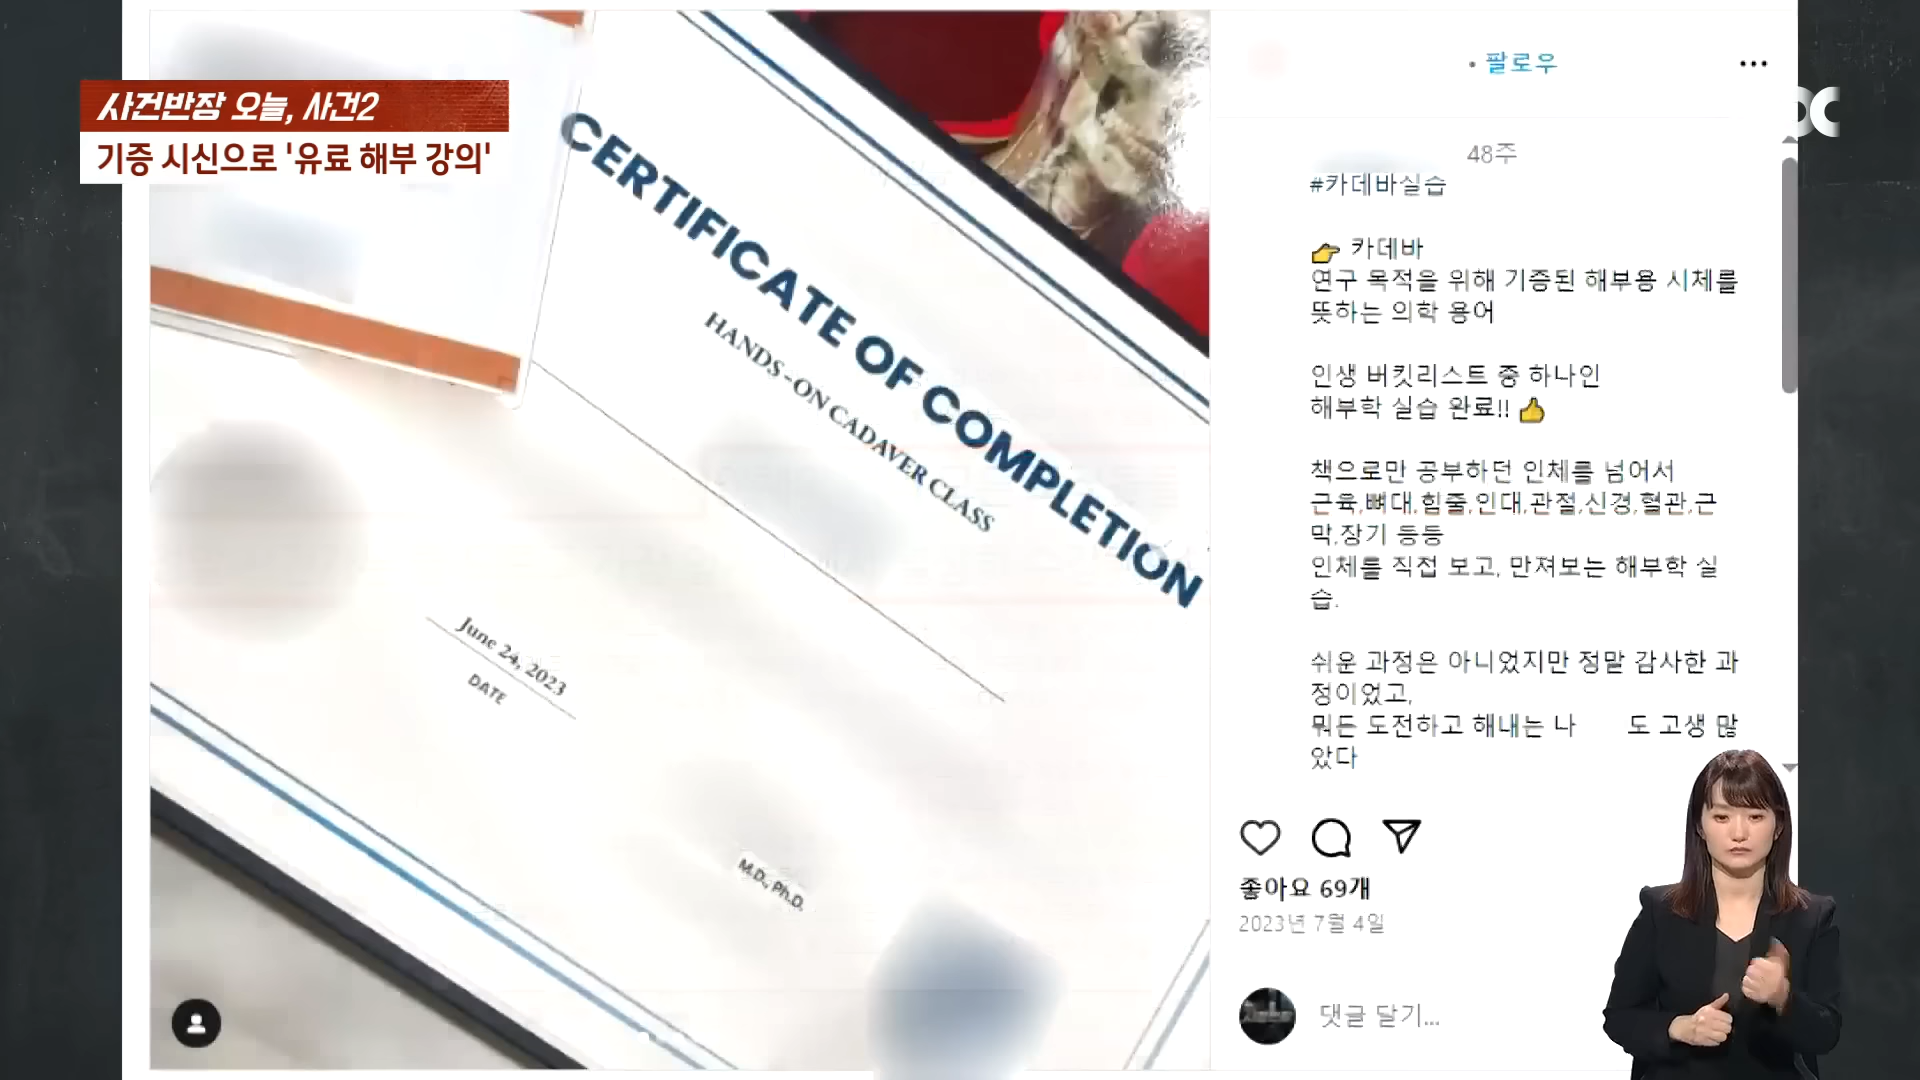 사건반장 오늘, 사건2
기증 시신으로 '유료 해부 강의'
CERTIFICATE OF COMPLETION
HANDS-ON CADAVER CLASS
June 24, 2023
DATE
M.D., Ph.D.
• 팔로우
48주
#카데바실습
👉 카데바
연구 목적을 위해 기증된 해부용 시체를
뜻하는 의학 용어
인생 버킷리스트 중 하나인
해부학 실습 완료!! 👍
책으로만 공부하던 인체를 넘어서
근육,뼈대,힘줄,인대,관절,신경,혈관,근
막,장기 등등
인체를 직접 보고, 만져보는 해부학 실
습.
쉬운 과정은 아니었지만 정말 감사한 과
정이었고,
뭐든 도전하고 해내는 나 도 고생 많
았다
좋아요 69개
2023년 7월 4일
댓글 달기...